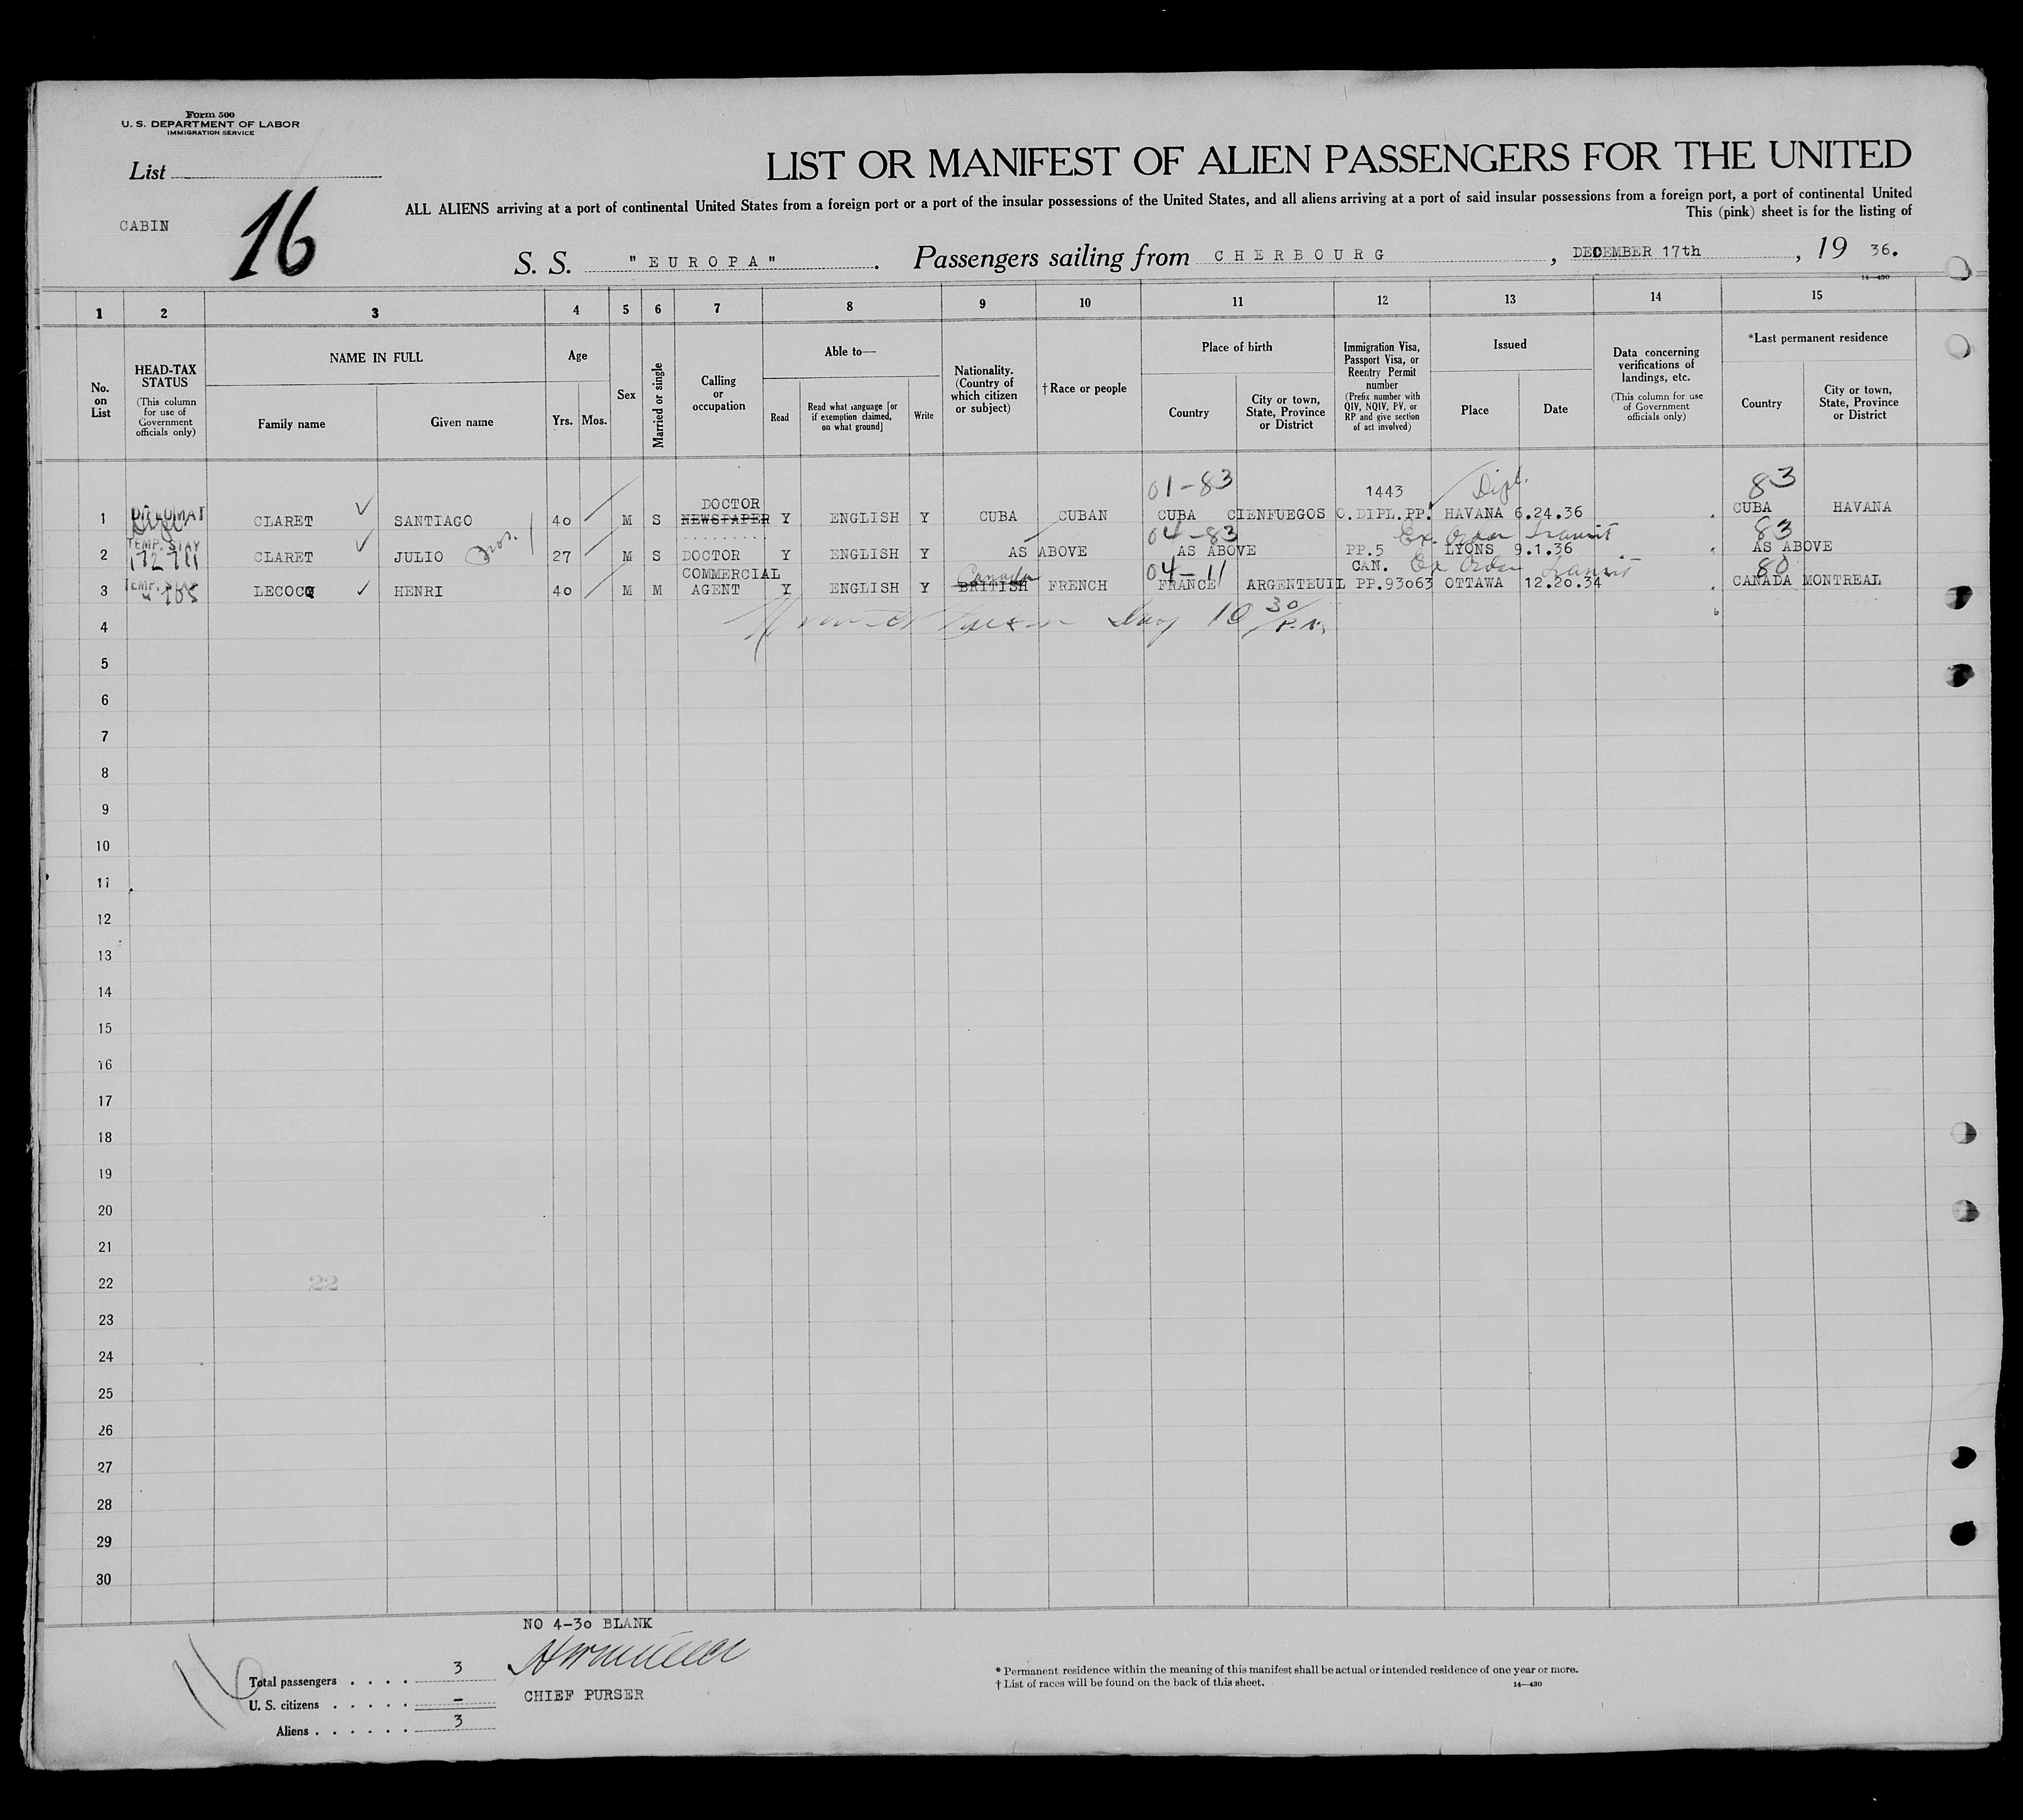 Form 500
U. S. DEPARTMENT OF LABOR
IMMIGRATION SERVICE
List
LIST OR MANIFEST OF ALIEN PASSENGERS FOR THE UNITED
CABIN
16
ALL ALIENS arriving at a port of continental United States from a foreign port or a port of the insular possessions of the United States, and all aliens arriving at a port of said insular possessions from a foreign port, a port of continental United
This (pink) sheet is for the listing of
S. S. " E U R O P A " . Passengers sailing from C H E R B O U R G , DECEMBER 17th , 19 36.
14—430
1 2 3 4 5 6 7 8 9 10 11 12 13 14 15
No. on List
HEAD-TAX STATUS (This column for use of Government officials only)
NAME IN FULL
Family name
Given name
Age
Yrs. Mos.
Sex
Married or single
Calling or occupation
Able to—
Read
Read what language [or if exemption claimed, on what ground]
Write
Nationality. (Country of which citizen or subject)
† Race or people
Place of birth
Country
City or town, State, Province or District
Immigration Visa, Passport Visa, or Reentry Permit number (Prefix number with QIV, NQIV, PV, or RP and give section of act involved)
Issued
Place
Date
Data concerning verifications of landings, etc. (This column for use of Government officials only)
*Last permanent residence
Country
City or town, State, Province or District
01-83 Dipl. 83
DOCTOR 1443
1 DIPLOMAT CLARET SANTIAGO 40 M S NEWSPAPER Y ENGLISH Y CUBA CUBAN CUBA CIENFUEGOS O.DIPL.PP. HAVANA 6.24.36 CUBA HAVANA
04-83 Ex. Order Transit 83
2 TEMP. STAY CLARET JULIO 27 M S DOCTOR Y ENGLISH Y AS ABOVE AS ABOVE PP.5 LYONS 9.1.36 AS ABOVE
COMMERCIAL Canada 04-11 CAN. Ex Order Transit 80
3 TEMP. STAY LECOCQ HENRI 40 M M AGENT Y ENGLISH Y BRITISH FRENCH FRANCE ARGENTEUIL PP.93063 OTTAWA 12.20.34 CANADA MONTREAL
10 30 P.M.
4
5
6
7
8
9
10
11
12
13
14
15
16
17
18
19
20
21
22 22
23
24
25
26
27
28
29
30
NO 4-30 BLANK
16
Total passengers . . . . 3
U. S. citizens . . . . . –
Aliens . . . . . . 3
CHIEF PURSER
* Permanent residence within the meaning of this manifest shall be actual or intended residence of one year or more.
† List of races will be found on the back of this sheet.
14—430